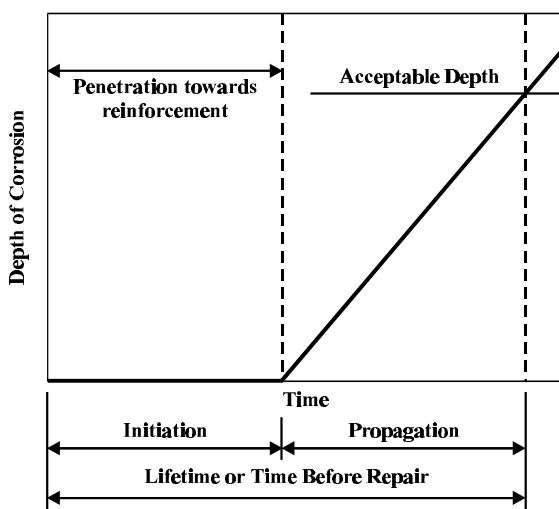 Penetration towards
reinforcement
Acceptable Depth
Depth of Corrosion
Time
Initiation
Propagation
Lifetime or Time Before Repair